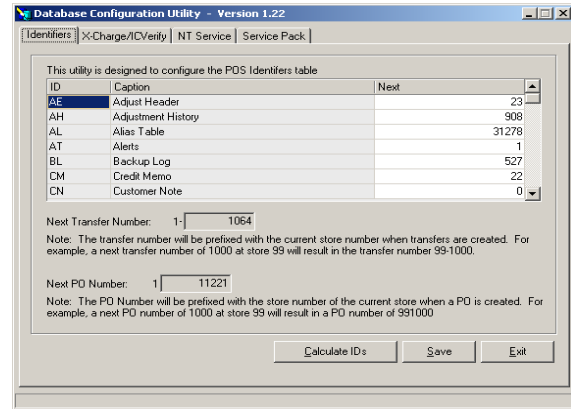 Database Configuration Utility - Version 1.22
Identifiers X-Charge/ICVerify NT Service Service Pack
This utility is designed to configure the POS Identifers table
ID Caption Next
AE Adjust Header 23
AH Adjustment History 908
AL Alias Table 31278
AT Alerts 1
BL Backup Log 527
CM Credit Memo 22
CN Customer Note 0
Next Transfer Number: 1- 1064
Note: The transfer number will be prefixed with the current store number when transfers are created. For
example, a next transfer number of 1000 at store 99 will result in the transfer number 99-1000.
Next PO Number: 1 11221
Note: The PO Number will be prefixed with the store number of the current store when a PO is created. For
example, a next PO number of 1000 at store 99 will result in a PO number of 991000
Calculate IDs Save Exit